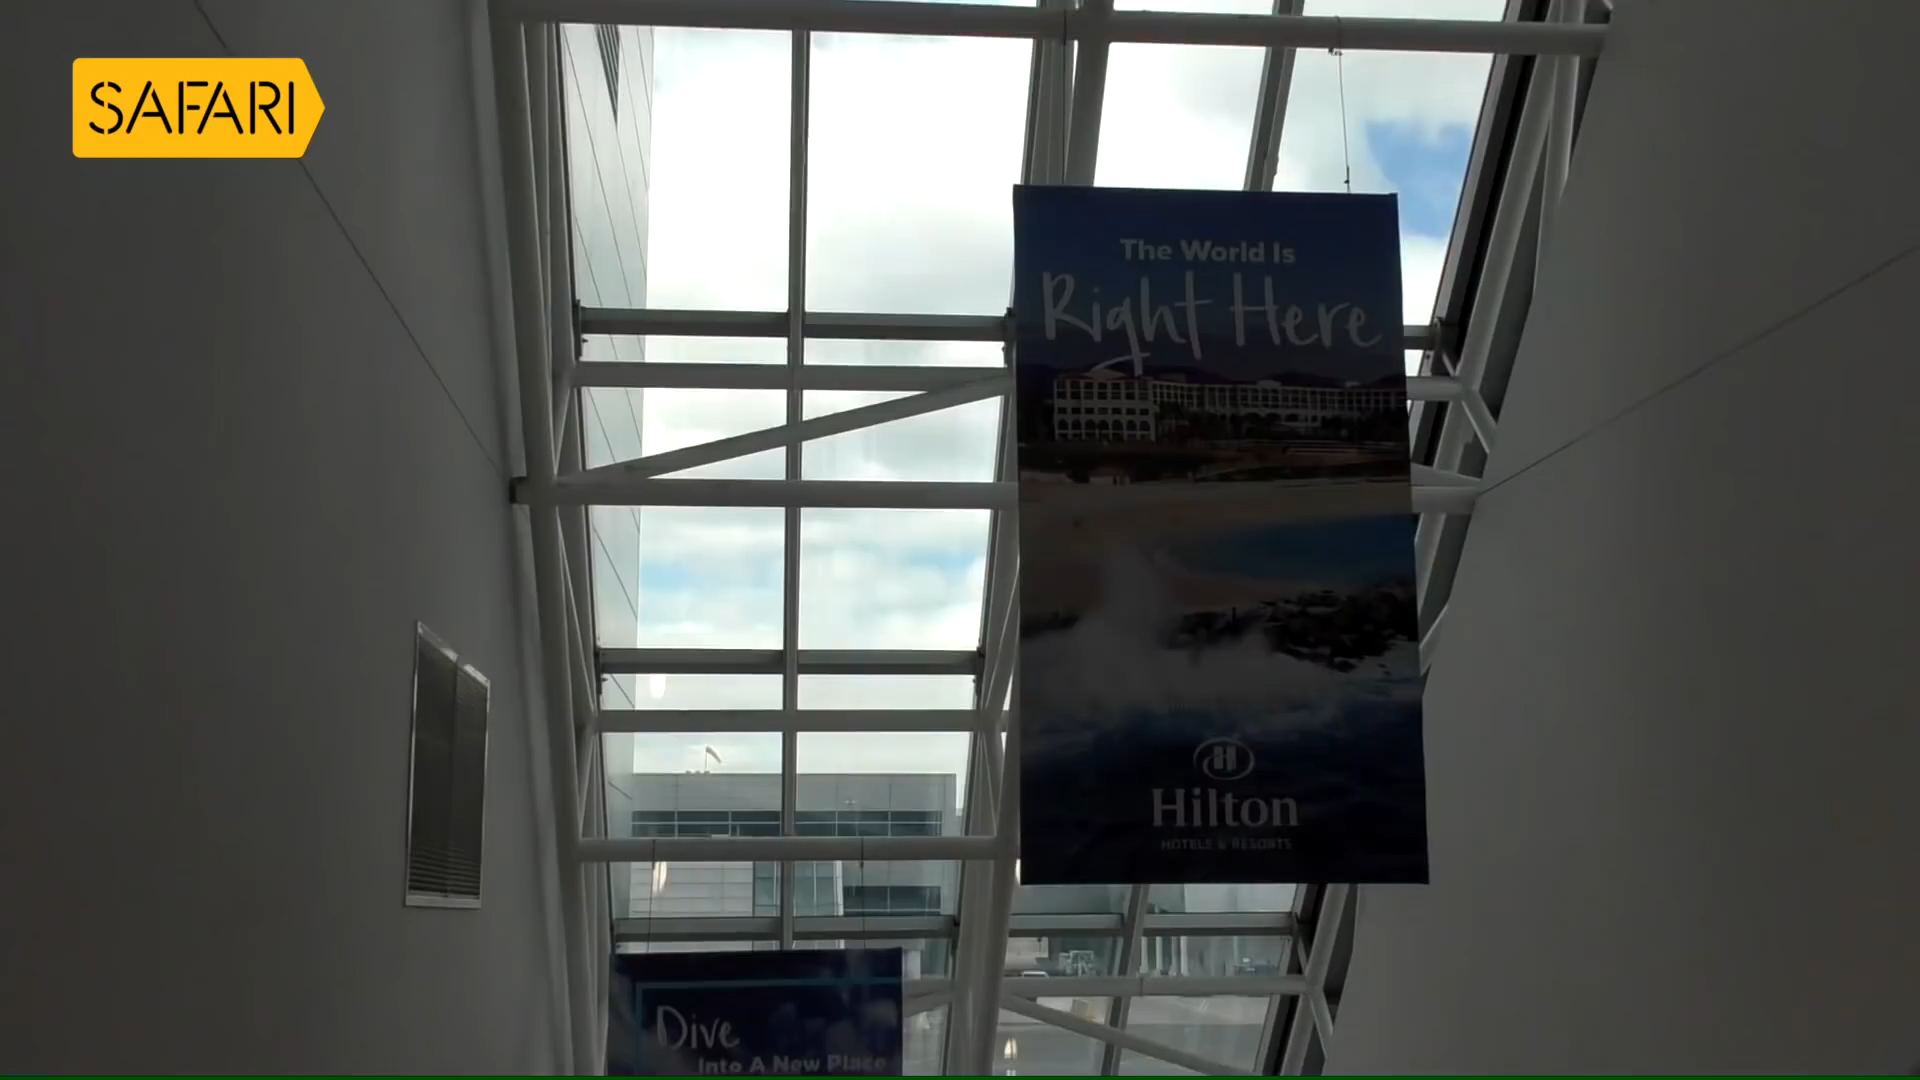 SAFARI
The World Is
Right Here
Hilton
HOTELS & RESORTS
Dive
Into A New Place